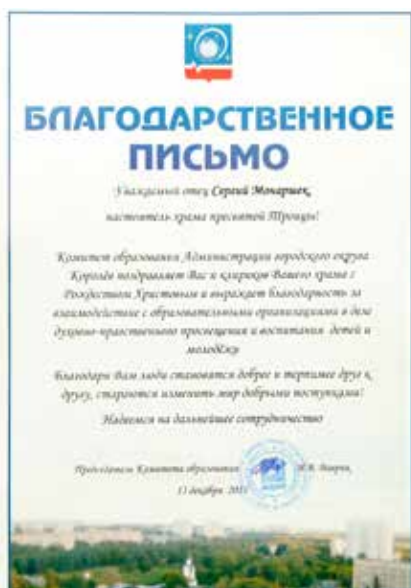 БЛАГОДАРСТВЕННОЕ
ПИСЬМО
Уважаемый отец Сергий Монаршек,
настоятель храма пресвятой Троицы!
Комитет образования Администрации городского округа
Королёв поздравляет Вас и клириков Вашего храма с
Рождеством Христовым и выражает благодарность за
взаимодействие с образовательными организациями в деле
духовно-нравственного просвещения и воспитания детей и
молодёжи
Благодаря Вам люди становятся добрее и терпимее друг к
другу, стараются изменить мир добрыми поступками!
Надеемся на дальнейшее сотрудничество
Председатель Комитета образования
декабря